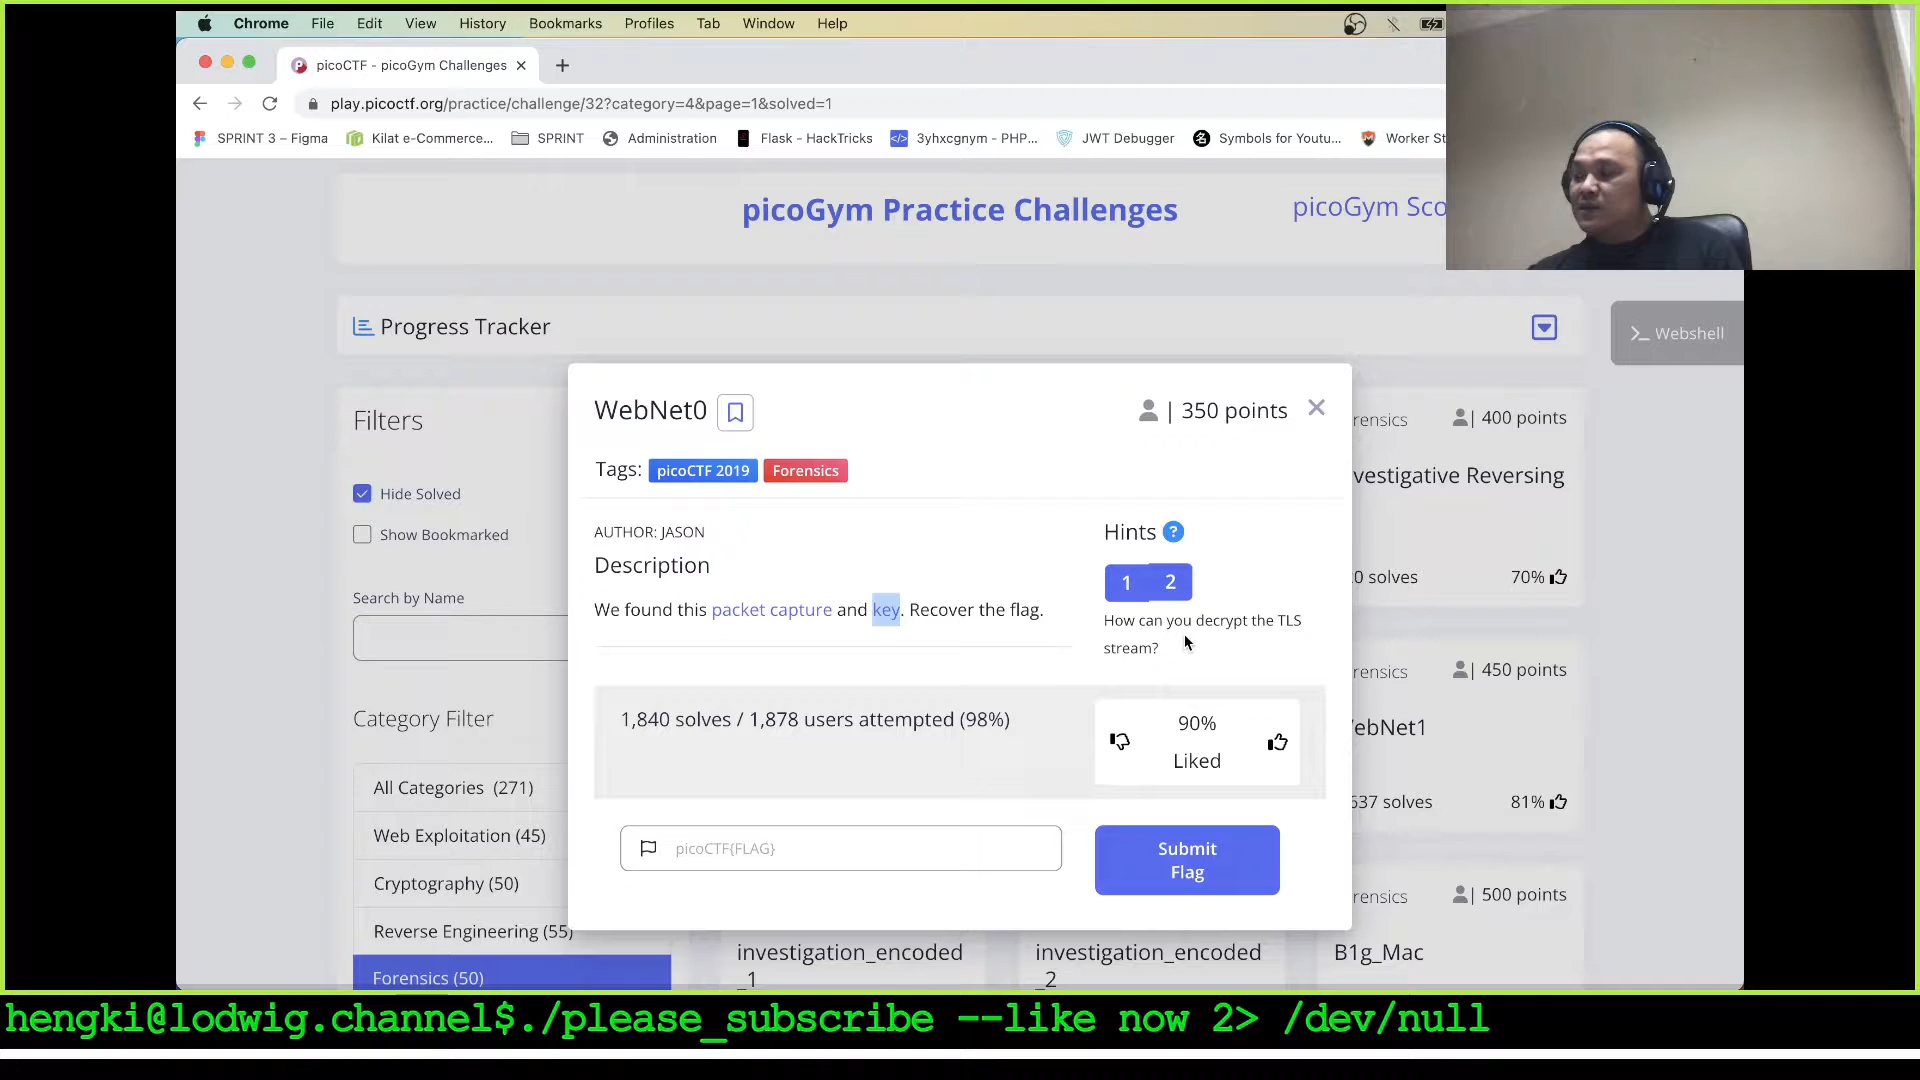 Chrome File Edit View History Bookmarks Profiles Tab Window Help
picoCTF - picoGym Challenges
play.picoctf.org/practice/challenge/32?category=4&page=1&solved=1
SPRINT 3 – Figma Kilat e-Commerce... SPRINT Administration Flask - HackTricks 3yhxcgnym - PHP... JWT Debugger Symbols for Youtu... Worker St
picoGym Practice Challenges picoGym Sco
Progress Tracker
Webshell
WebNet0 | 350 points
Tags: picoCTF 2019 Forensics
AUTHOR: JASON
Description
We found this packet capture and key. Recover the flag.
Hints ?
1 2
How can you decrypt the TLS
stream?
1,840 solves / 1,878 users attempted (98%)
90%
Liked
picoCTF{FLAG}
Submit
Flag
Filters
Hide Solved
Show Bookmarked
Search by Name
Category Filter
All Categories (271)
Web Exploitation (45)
Cryptography (50)
Reverse Engineering (55)
Forensics (50)
rensics | 400 points
vestigative Reversing
0 solves 70%
rensics | 450 points
ebNet1
637 solves 81%
rensics | 500 points
investigation_encoded
_1
investigation_encoded
_2
B1g_Mac
hengki@lodwig.channel$./please_subscribe --like now 2> /dev/null